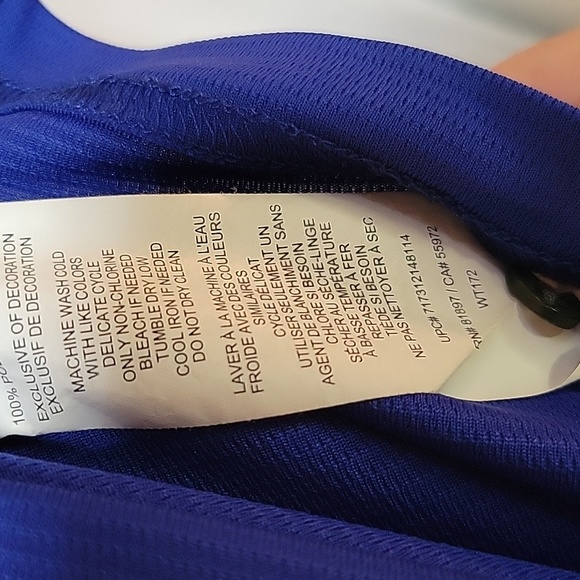 100%
EXCLUSIVE OF DECORATION
EXCLUSIF DE DECORATION
MACHINE WASH COLD
WITH LIKE COLORS
DELICATE CYCLE
ONLY NON-CHLORINE
BLEACH IF NEEDED
TUMBLE DRY LOW
COOL IRON IF NEEDED
DO NOT DRY CLEAN
LAVER À LA MACHINE À L'EAU
FROIDE AVEC DES COULEURS
SIMILAIRES
CYCLE DÉLICAT
UTILISER SEULEMENT UN
AGENT DE BLANCHIMENT SANS
CHLORE SI BESOIN
SÉCHER AU SÈCHE-LINGE
À BASSE TEMPÉRATURE
REPASSER À FER
TIÈDE SI BESOIN
NE PAS NETTOYER À SEC
UPC# 717312148114
RN# 81897 / CA# 55972
WT172